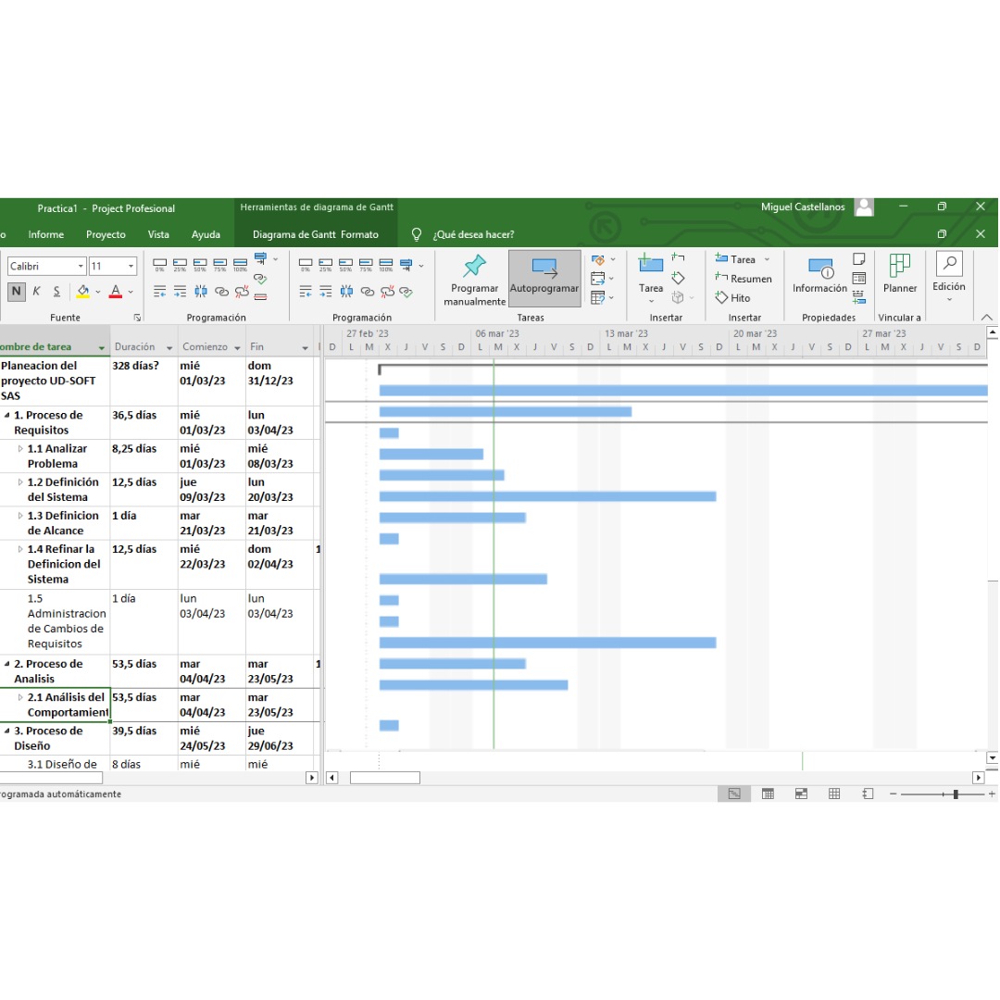 Practica1 - Project Profesional
Herramientas de diagrama de Gantt
Miguel Castellanos
o Informe Proyecto Vista Ayuda Diagrama de Gantt Formato ¿Qué desea hacer?
Calibri 11
0% 25% 50% 75% 100%
0% 25% 50% 75% 100%
N K S A
Programar manualmente
Autoprogramar
Tarea
Tarea
Resumen
Hito
Información
Planner
Edición
Fuente Programación Programación Tareas Insertar Insertar Propiedades Vincular a
ombre de tarea Duración Comienzo Fin
27 feb '23 06 mar '23 13 mar '23 20 mar '23 27 mar '23
D L M X J V S D L M X J V S D L M X J V S D L M X J V S D L M X J V S D
Planeacion del 328 días? mié dom
proyecto UD-SOFT 01/03/23 31/12/23
SAS
1. Proceso de 36,5 días mié lun
Requisitos 01/03/23 03/04/23
1.1 Analizar 8,25 días mié mié
Problema 01/03/23 08/03/23
1.2 Definición 12,5 días jue lun
del Sistema 09/03/23 20/03/23
1.3 Definicion 1 día mar mar
de Alcance 21/03/23 21/03/23
1.4 Refinar la 12,5 días mié dom 1
Definicion del 22/03/23 02/04/23
Sistema
1.5 1 día lun lun
Administracion 03/04/23 03/04/23
de Cambios de
Requisitos
2. Proceso de 53,5 días mar mar 1
Analisis 04/04/23 23/05/23
2.1 Análisis del 53,5 días mar mar
Comportamient 04/04/23 23/05/23
3. Proceso de 39,5 días mié jue
Diseño 24/05/23 29/06/23
3.1 Diseño de 8 días mié mié
rogramada automáticamente